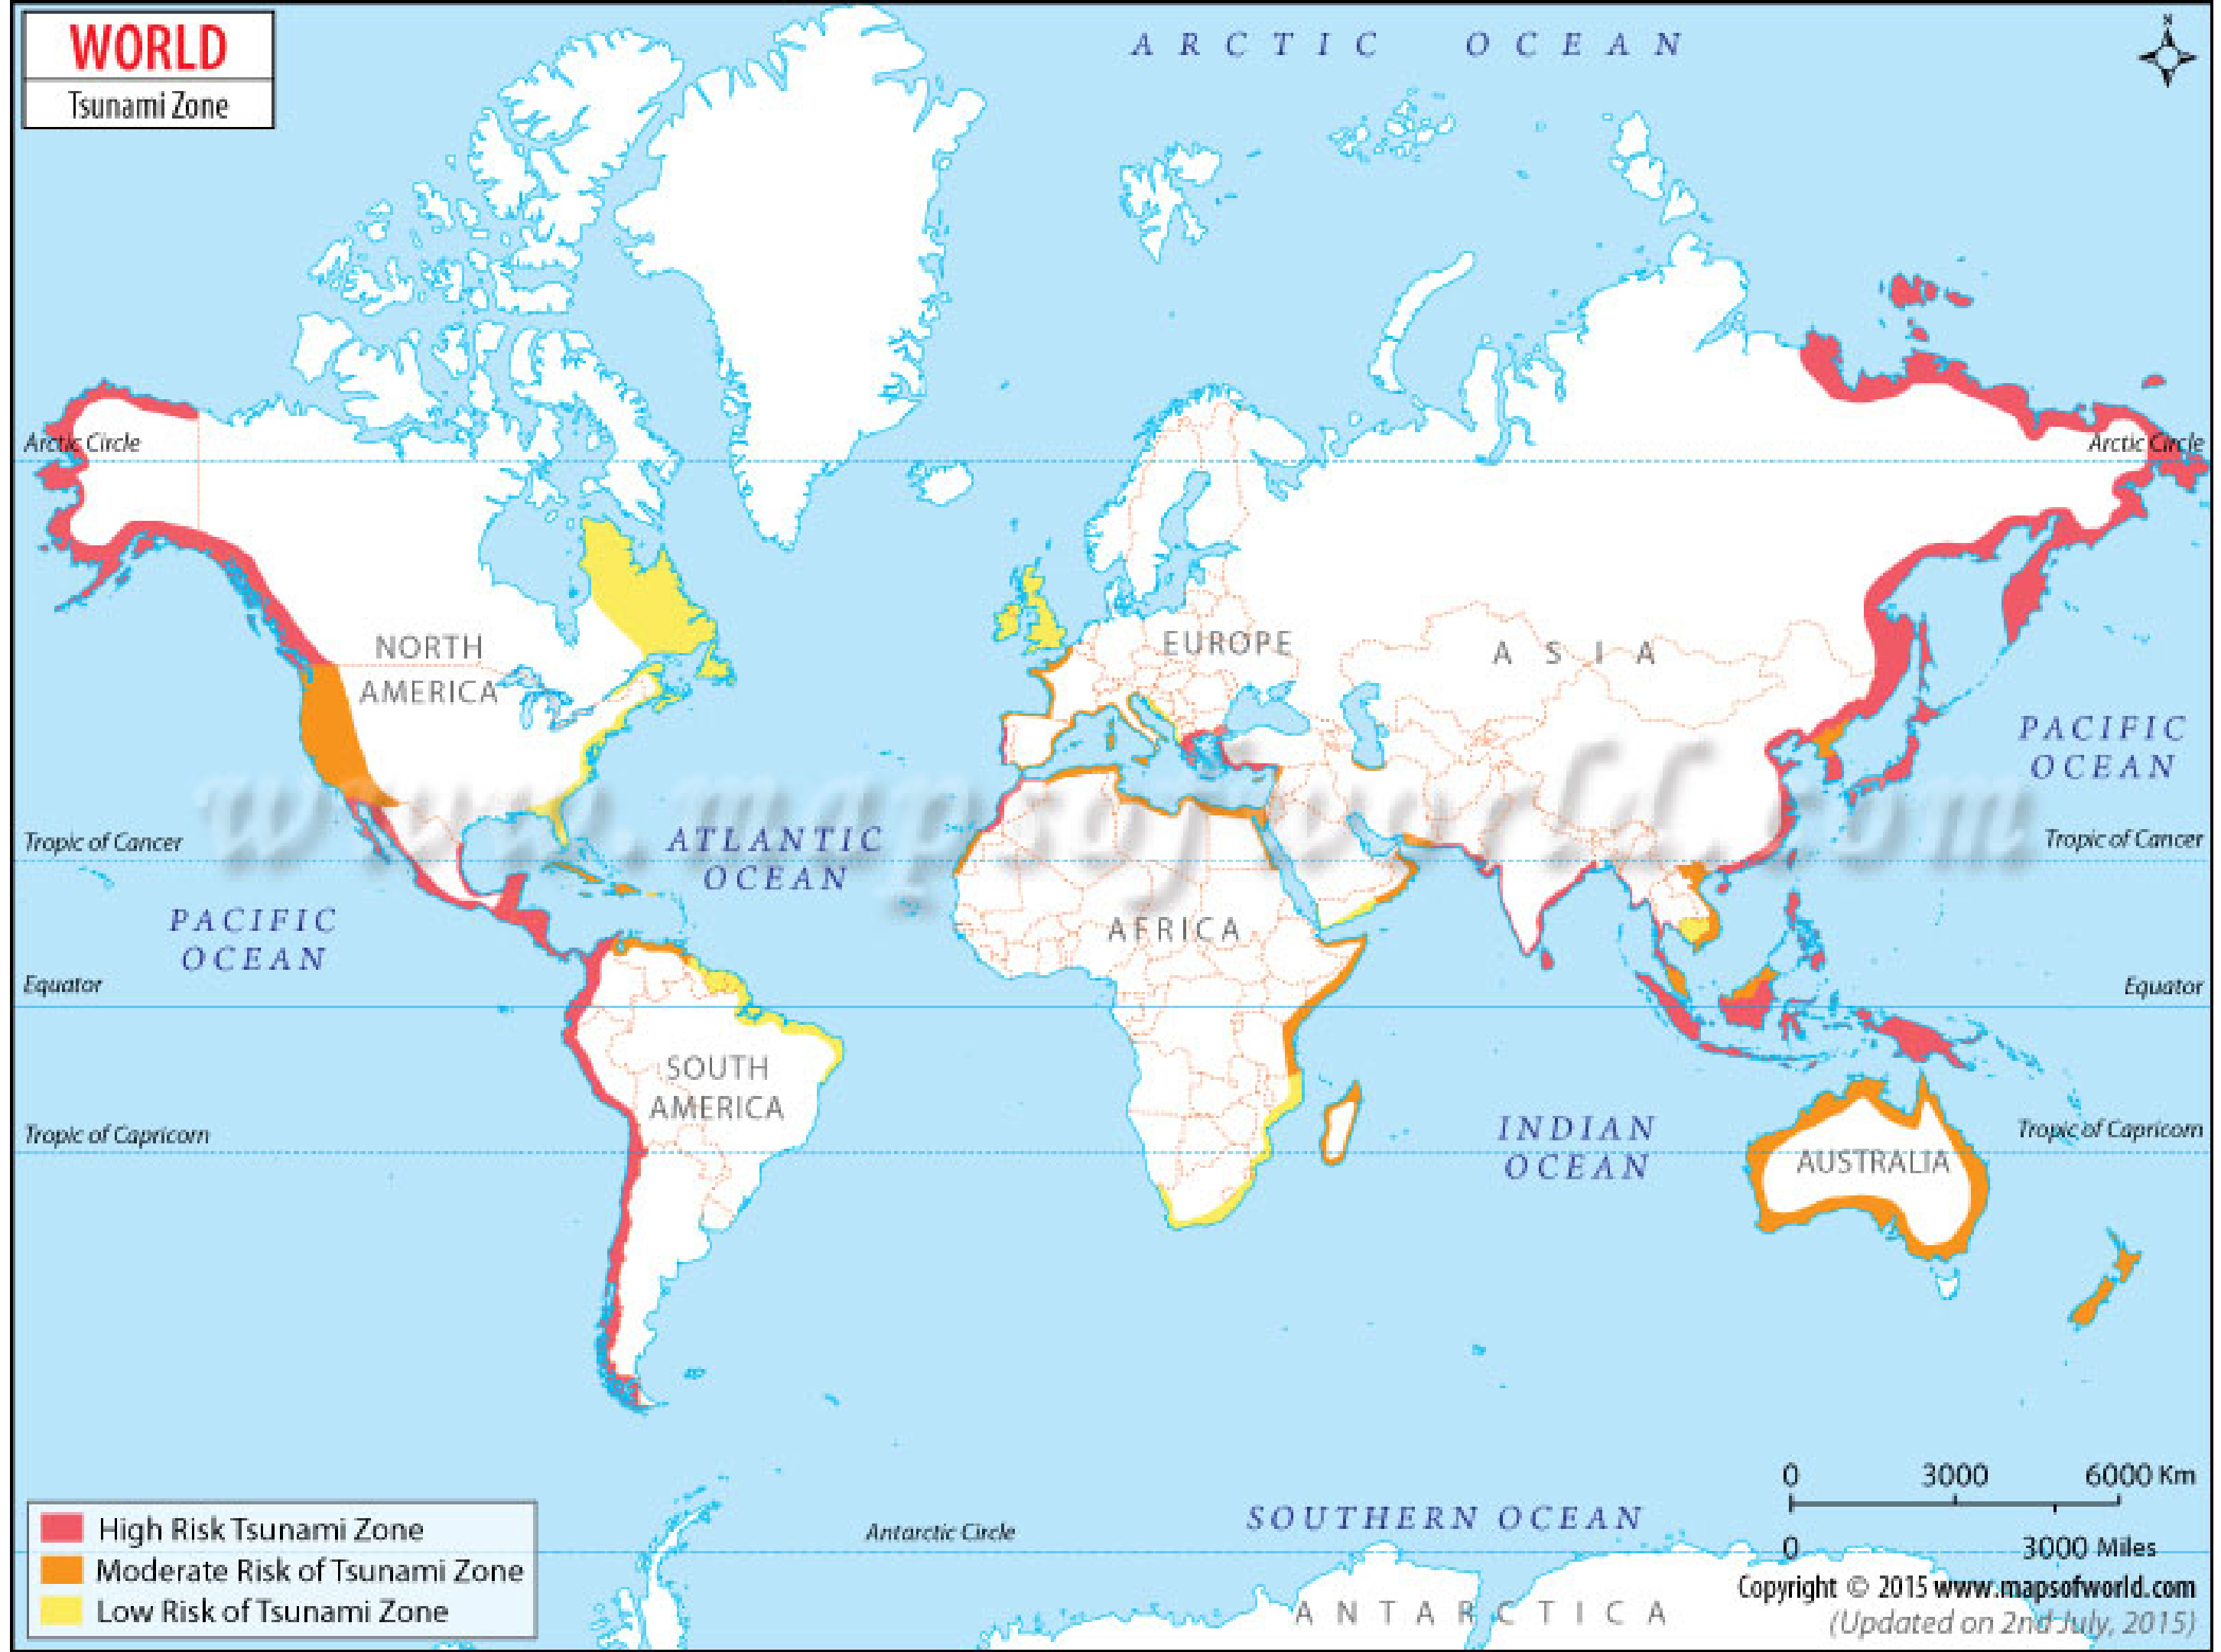 WORLD
Tsunami Zone
ARCTIC OCEAN
N
Arctic Circle
Arctic Circle
NORTH
AMERICA
EUROPE
ASIA
PACIFIC
OCEAN
www.mapsofworld.com
Tropic of Cancer
ATLANTIC
OCEAN
Tropic of Cancer
PACIFIC
OCEAN
AFRICA
Equator
Equator
SOUTH
AMERICA
Tropic of Capricorn
INDIAN
OCEAN
Tropic of Capricorn
AUSTRALIA
0 3000 6000 Km
0 3000 Miles
SOUTHERN OCEAN
Antarctic Circle
High Risk Tsunami Zone
Moderate Risk of Tsunami Zone
Low Risk of Tsunami Zone
ANTARCTICA
Copyright © 2015 www.mapsofworld.com
(Updated on 2nd July, 2015)